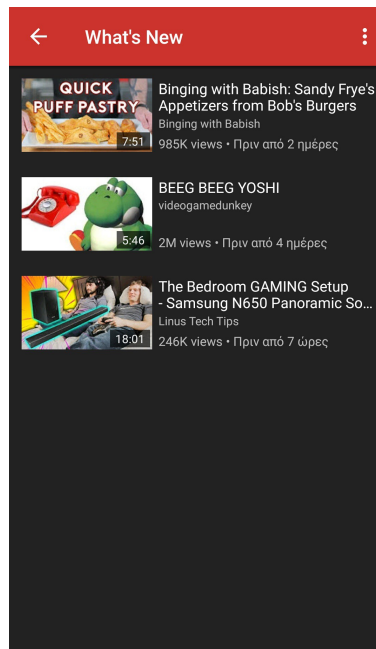 What's New
QUICK
PUFF PASTRY
7:51
Binging with Babish: Sandy Frye's
Appetizers from Bob's Burgers
Binging with Babish
985K views • Πριν από 2 ημέρες
5:46
BEEG BEEG YOSHI
videogamedunkey
2M views • Πριν από 4 ημέρες
18:01
The Bedroom GAMING Setup
- Samsung N650 Panoramic So...
Linus Tech Tips
246K views • Πριν από 7 ώρες